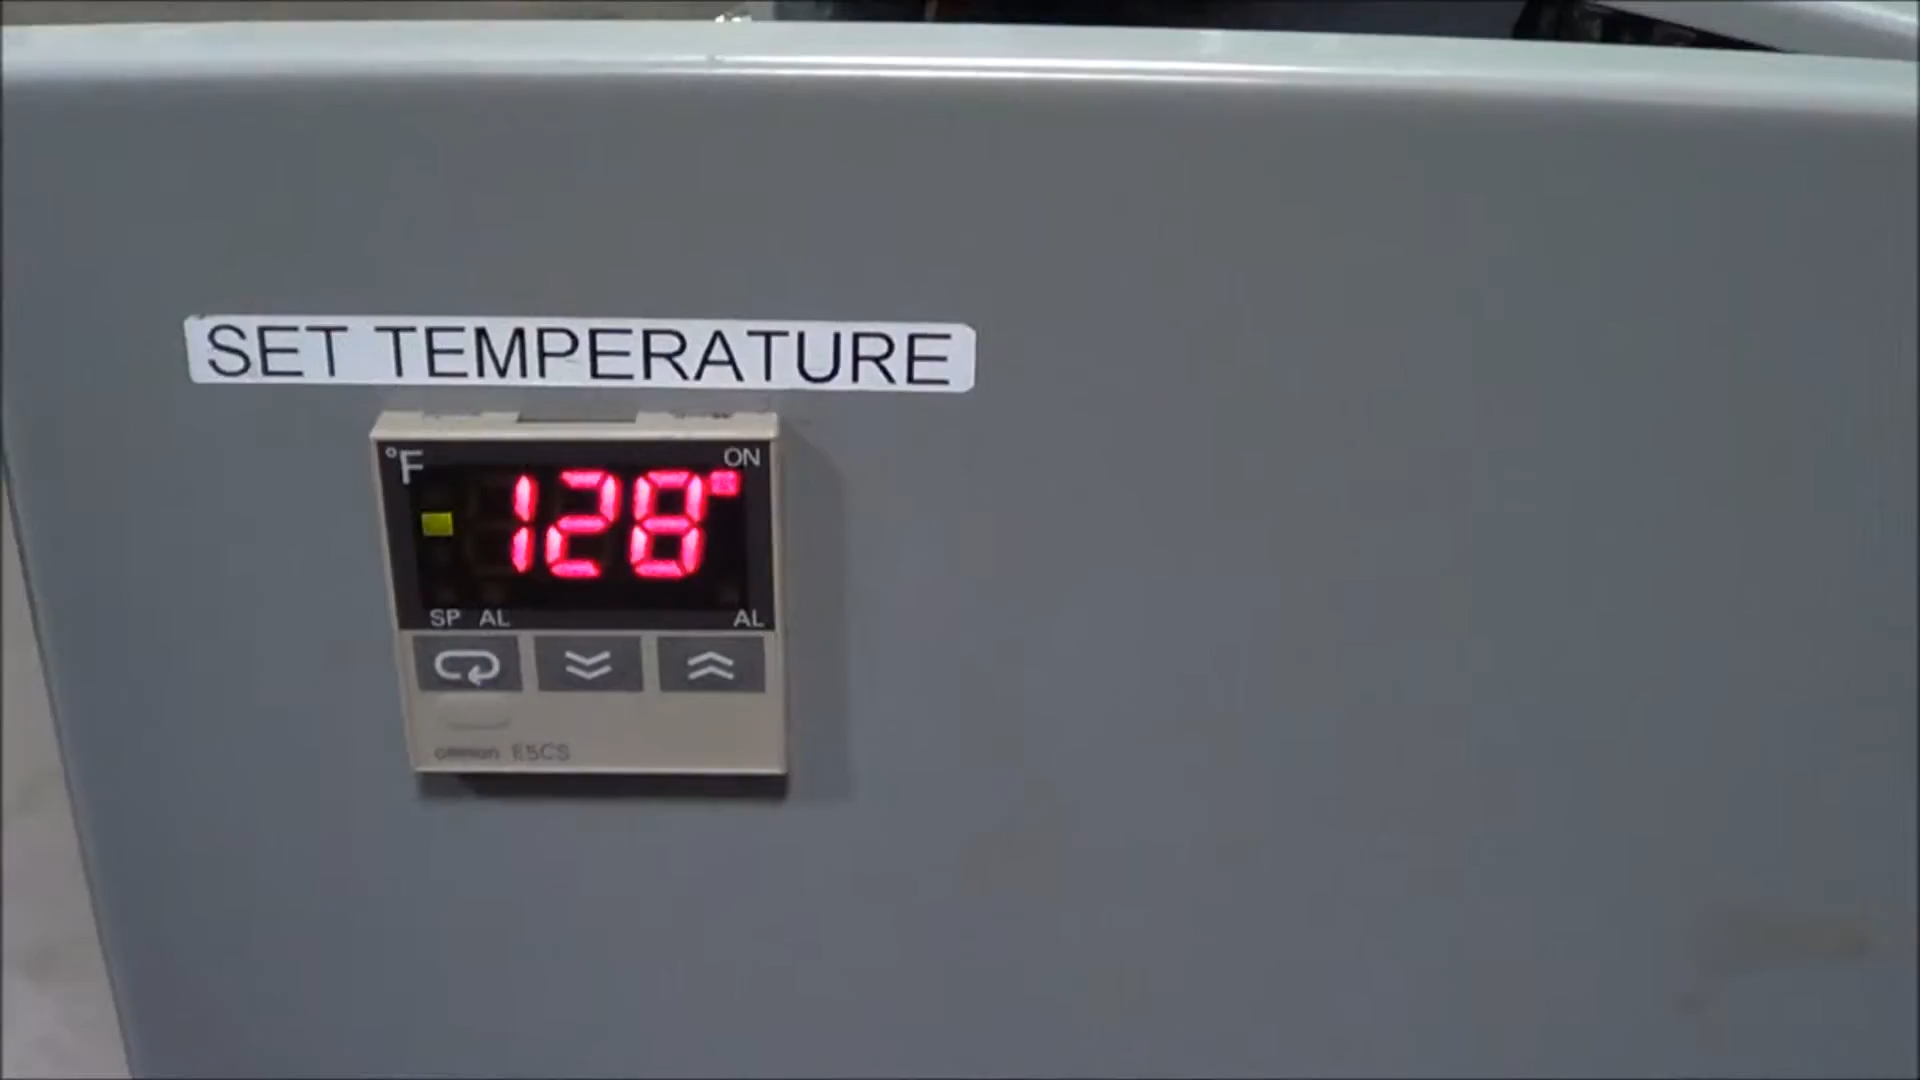 SET TEMPERATURE
°F ON
128
SP AL AL
omron E5CS